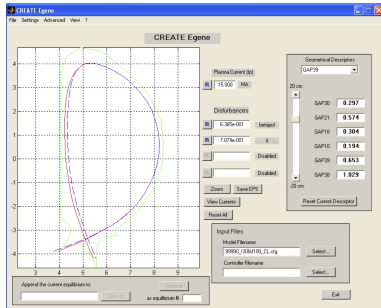 CREATE Egene
File Settings Advanced View ?
CREATE Egene
Plasma Current (Ip)
R 15.000 MA
Disturbances
R 6.365e-001 betapol
R 7.074e-001 li
Disabled
Disabled
Zoom Save EPS
View Currents
Reset All
Geometrical Descriptors
GAP39
20 cm
-20 cm
GAP30 0.297
GAP21 0.574
GAP18 0.304
GAP10 0.194
GAP39 0.653
GAP38 1.029
Reset Current Descriptor
Input Files
Model Filename
Select...
Controller Filename
Select...
4
3
2
1
0
-1
-2
-3
-4
3 4 5 6 7 8 9
Append the current equilibrium to:
as equilibrium #
Exit